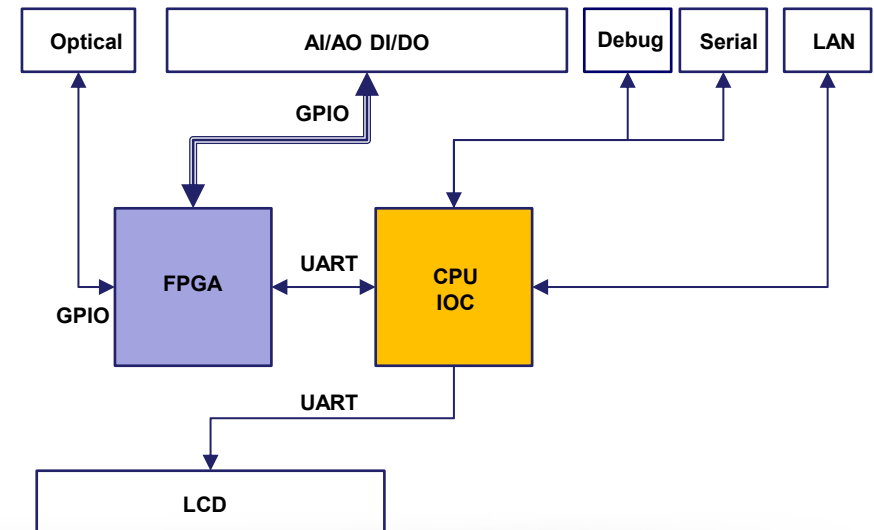 Optical
AI/AO DI/DO
Debug
Serial
LAN
GPIO
FPGA
UART
CPU
IOC
GPIO
UART
LCD